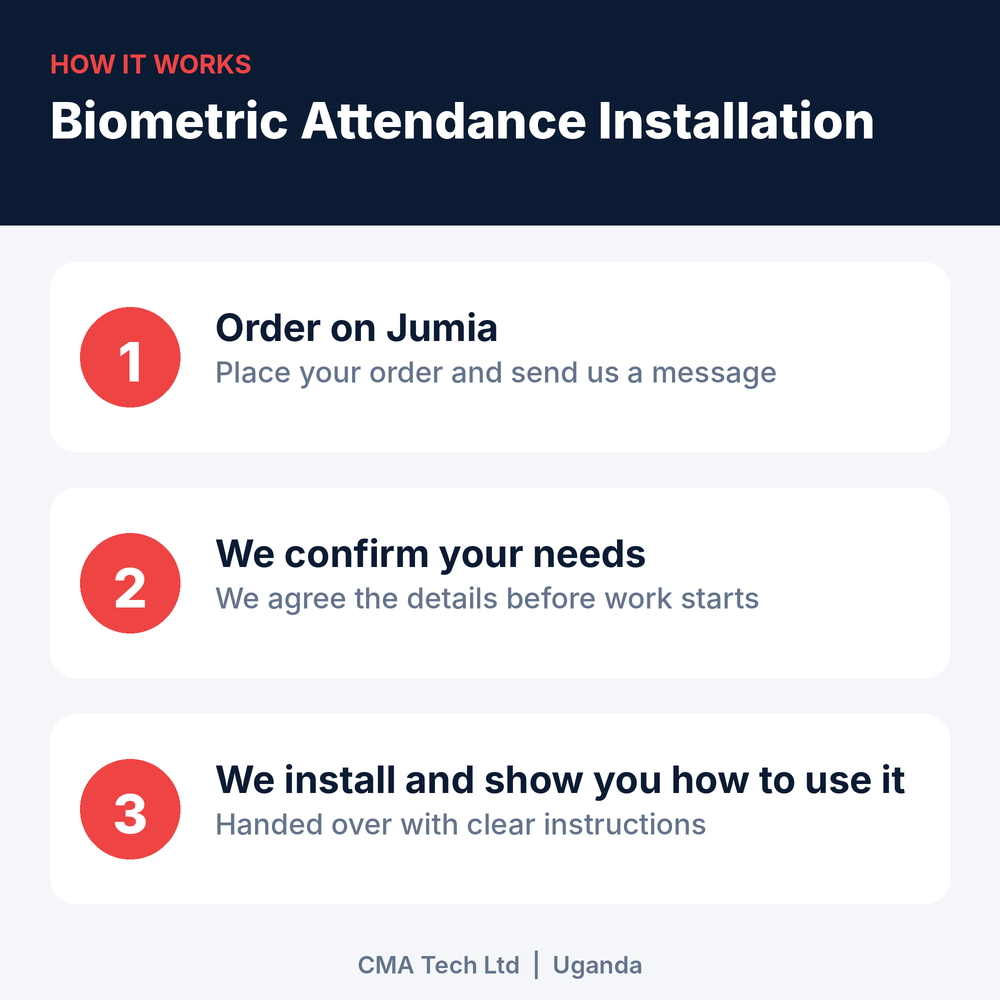 HOW IT WORKS
Biometric Attendance Installation
1
Order on Jumia
Place your order and send us a message
2
We confirm your needs
We agree the details before work starts
3
We install and show you how to use it
Handed over with clear instructions
CMA Tech Ltd | Uganda